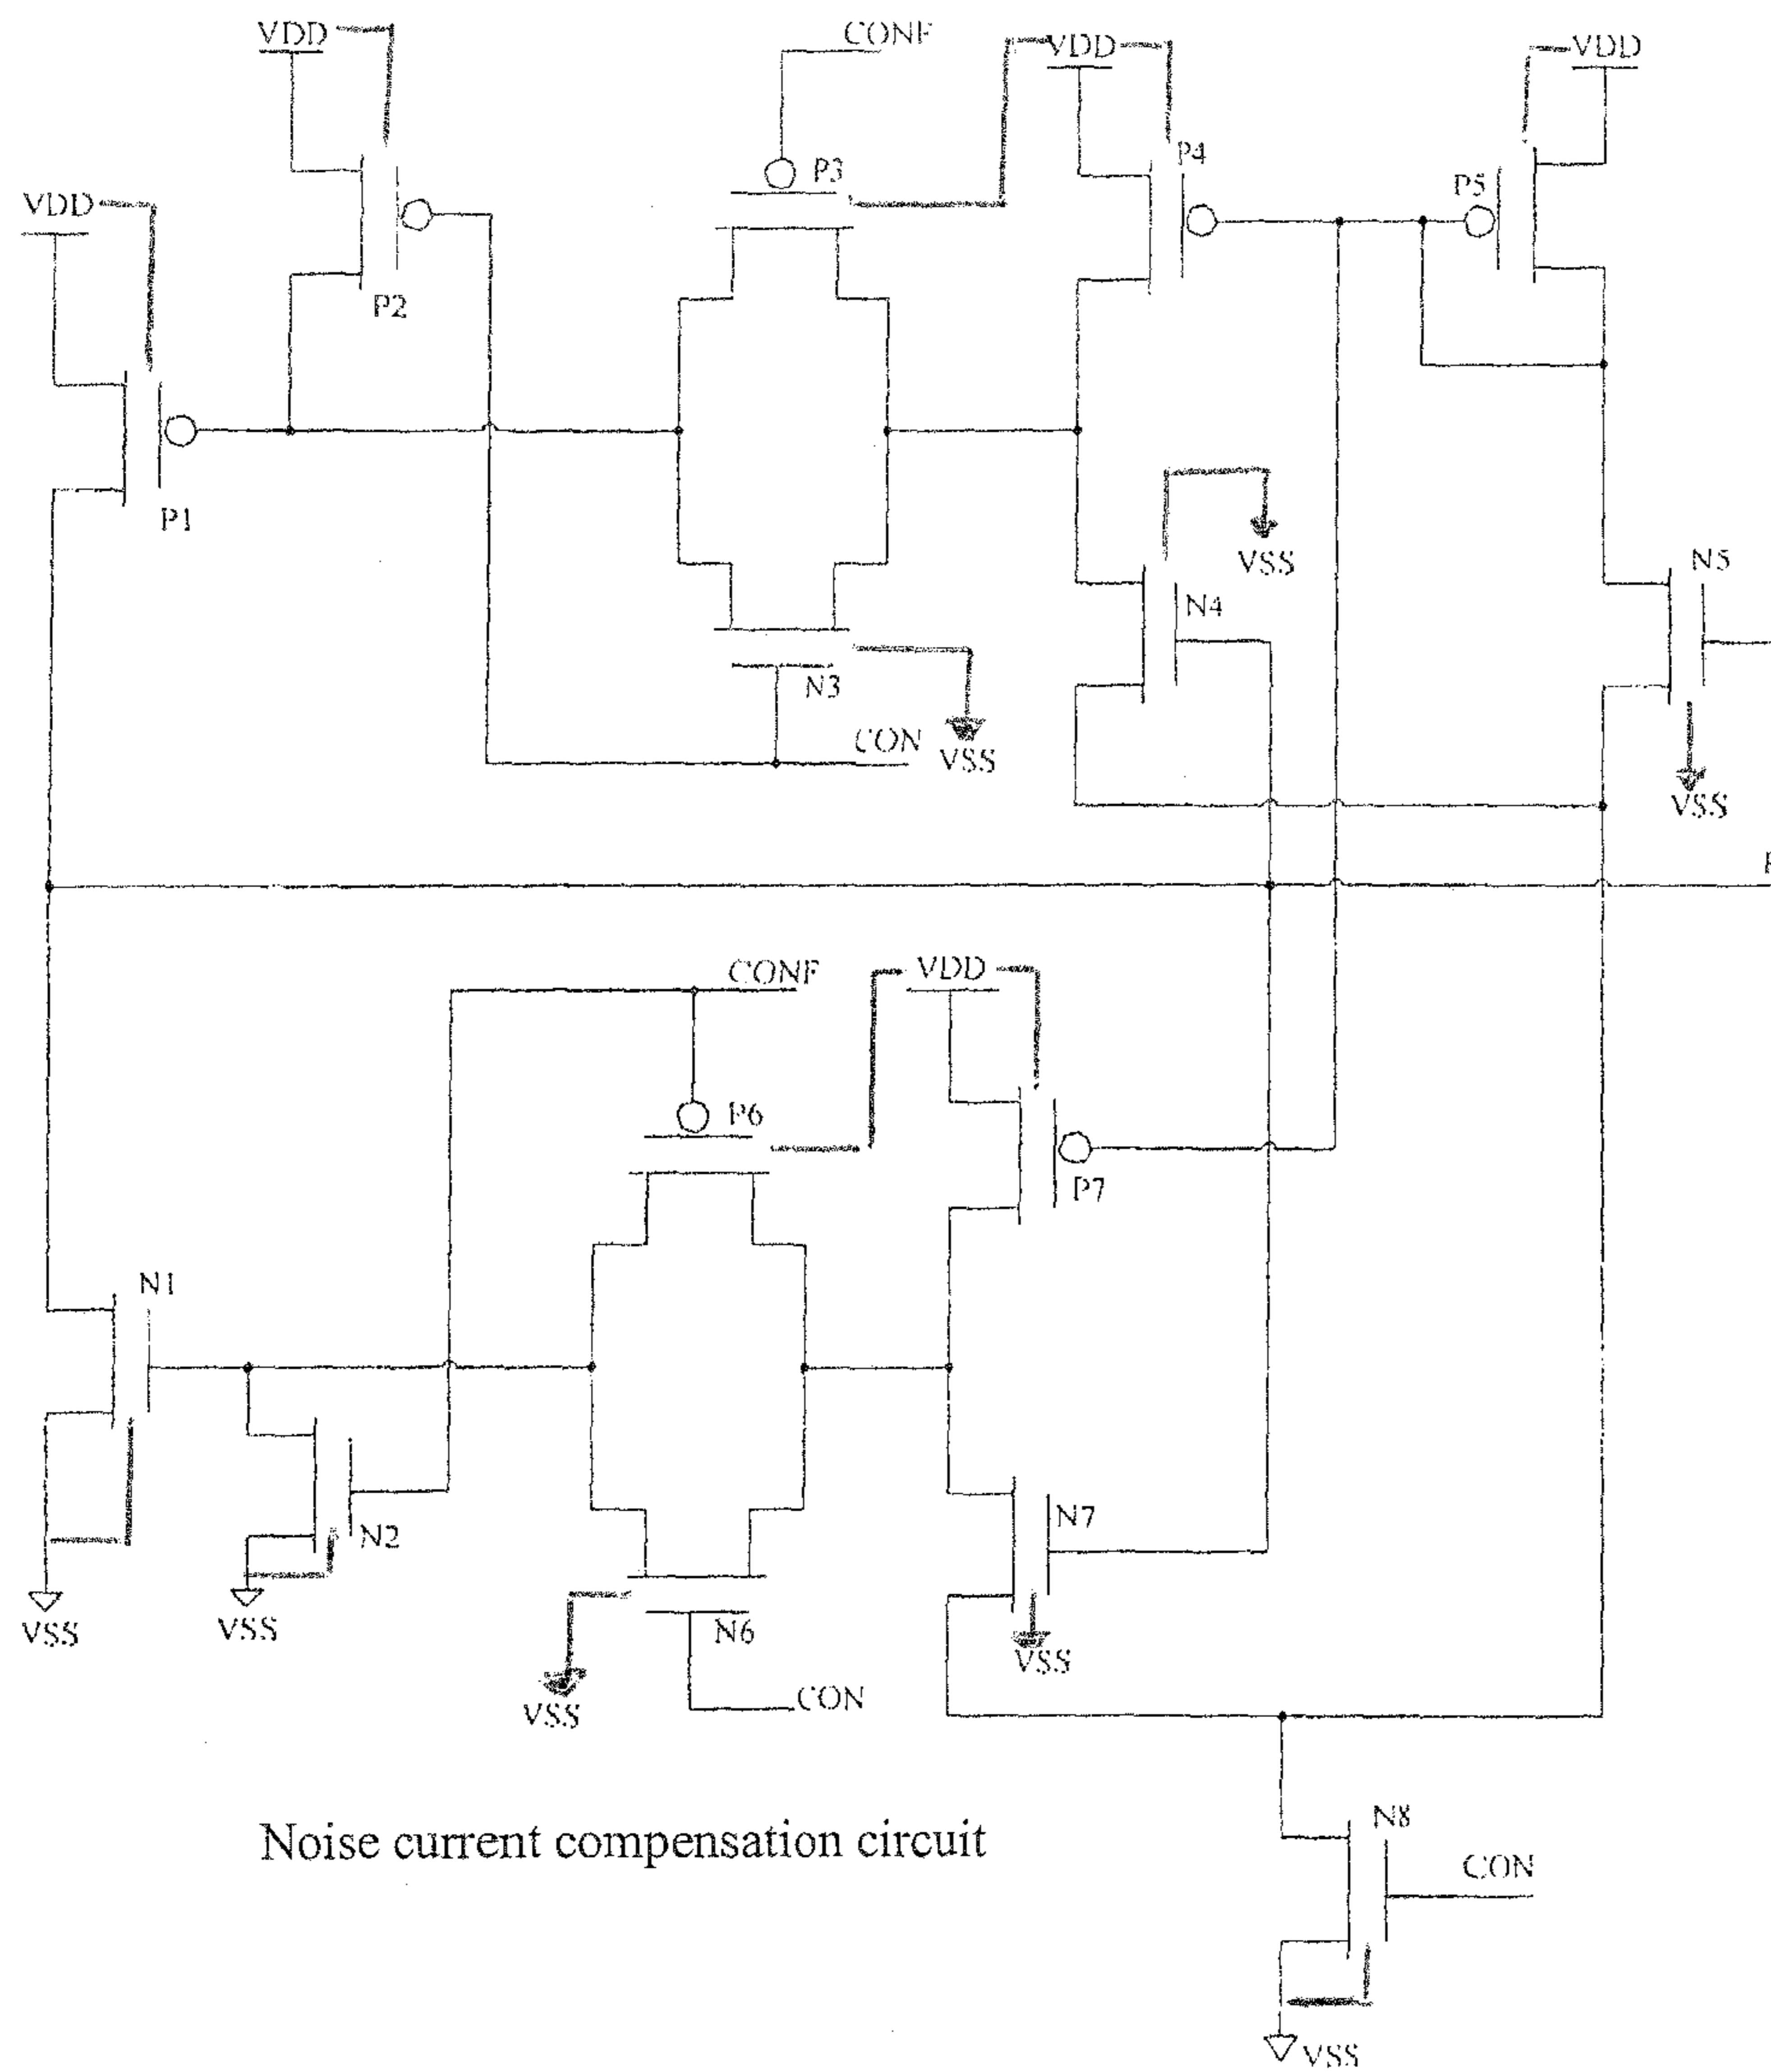 VDD
CONF
VDD
VDD
P3
P4
P5
VDD
P2
P1
VSS
N5
N4
N3
CON
VSS
VSS
CONF
VDD
P6
P7
N1
N7
N2
VSS
VSS
N6
VSS
CON
VSS
N8
Noise current compensation circuit
CON
VSS